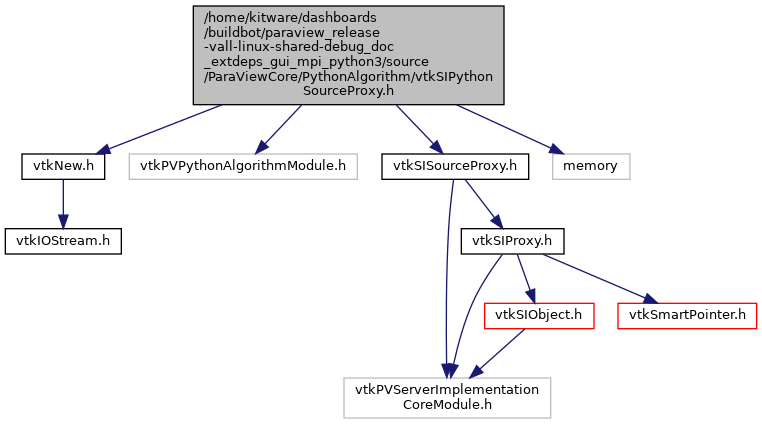 /home/kitware/dashboards
/buildbot/paraview_release
-vall-linux-shared-debug_doc
_extdeps_gui_mpi_python3/source
/ParaViewCore/PythonAlgorithm/vtkSIPython
SourceProxy.h
vtkNew.h
vtkPVPythonAlgorithmModule.h
vtkSISourceProxy.h
memory
vtkIOStream.h
vtkSIProxy.h
vtkSIObject.h
vtkSmartPointer.h
vtkPVServerImplementation
CoreModule.h